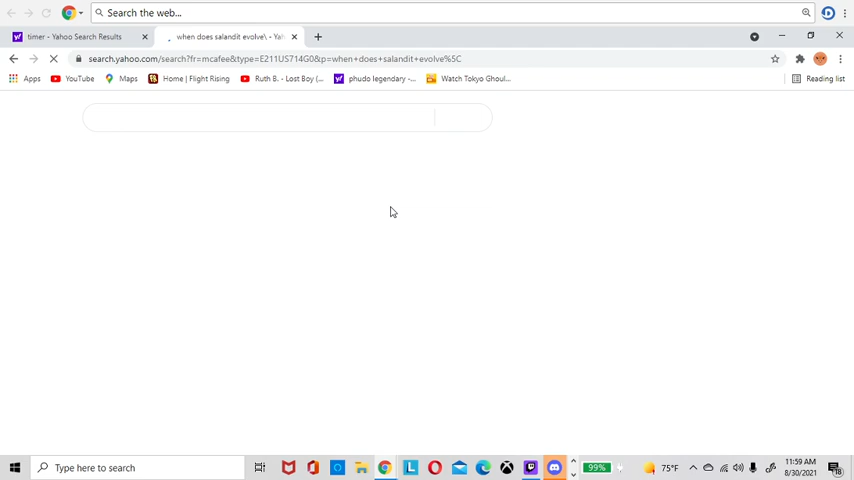 Search the web...
timer - Yahoo Search Results
when does salandit evolve\ - Yah
search.yahoo.com/search?fr=mcafee&type=E211US714G0&p=when+does+salandit+evolve%5C
Apps YouTube Maps Home | Flight Rising Ruth B. - Lost Boy (... phudo legendary -... Watch Tokyo Ghoul... Reading list
Type here to search 99% 75°F 11:59 AM
8/30/2021 18